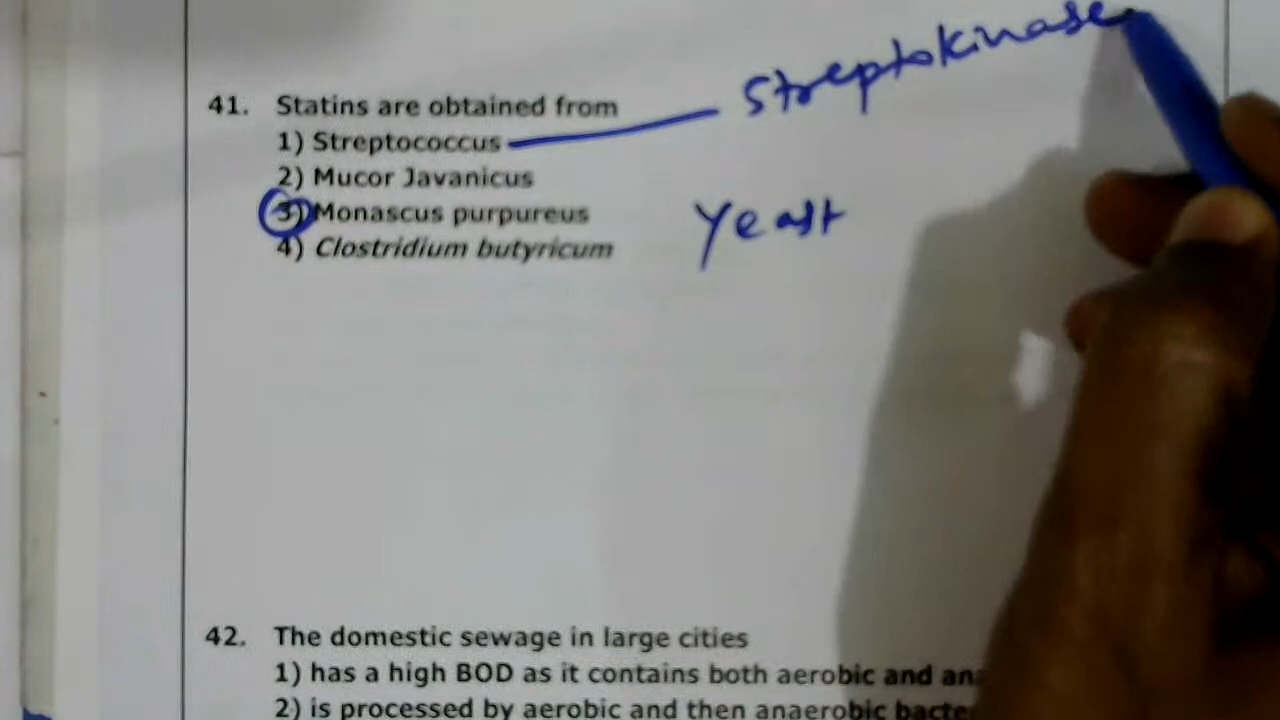 Streptokinase
41. Statins are obtained from
1) Streptococcus
2) Mucor Javanicus
3) Monascus purpureus
Yeast
4) Clostridium butyricum
42. The domestic sewage in large cities
1) has a high BOD as it contains both aerobic and
2) is processed by aerobic and then anaerobic